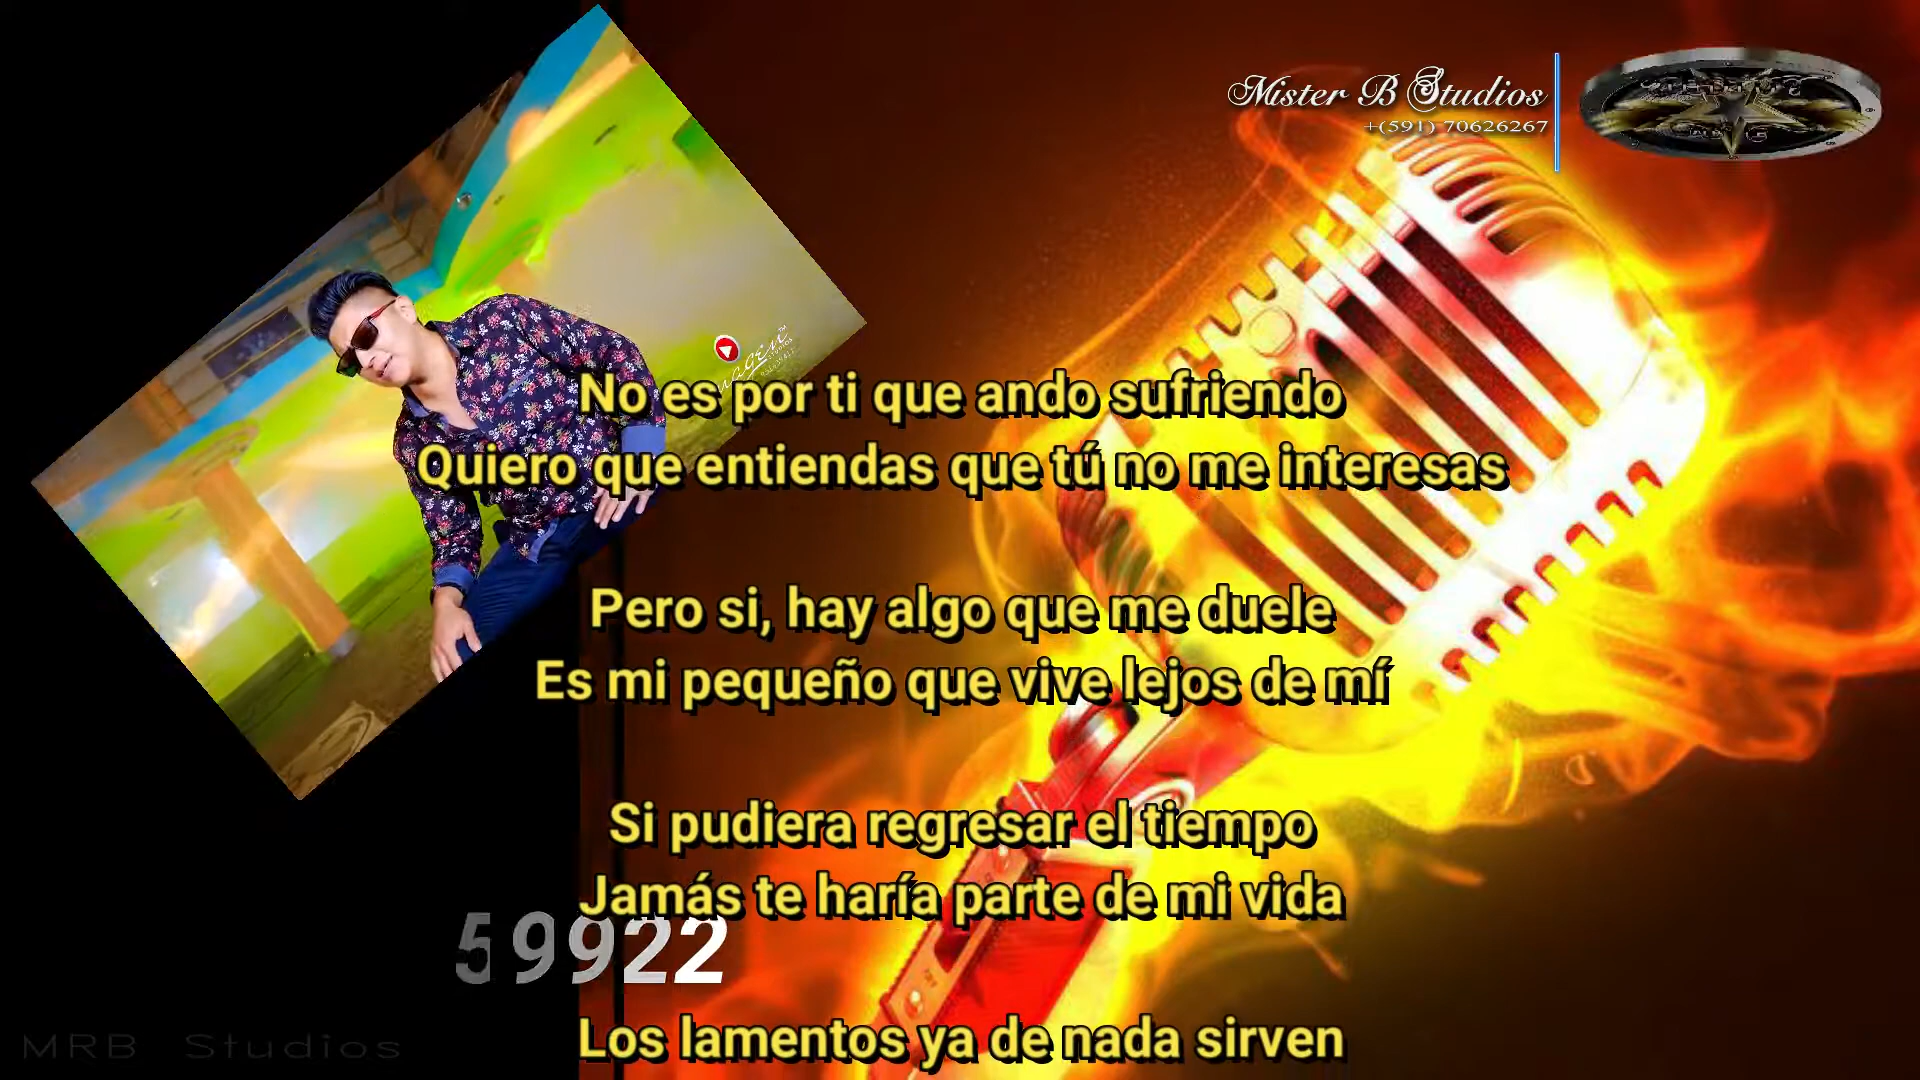 Mister B Studios
+(591) 70626267
No es por ti que ando sufriendo
Quiero que entiendas que tú no me interesas
Pero si, hay algo que me duele
Es mi pequeño que vive lejos de mí
Si pudiera regresar el tiempo
Jamás te haría parte de mi vida
59922
Los lamentos ya de nada sirven
MRB Studios